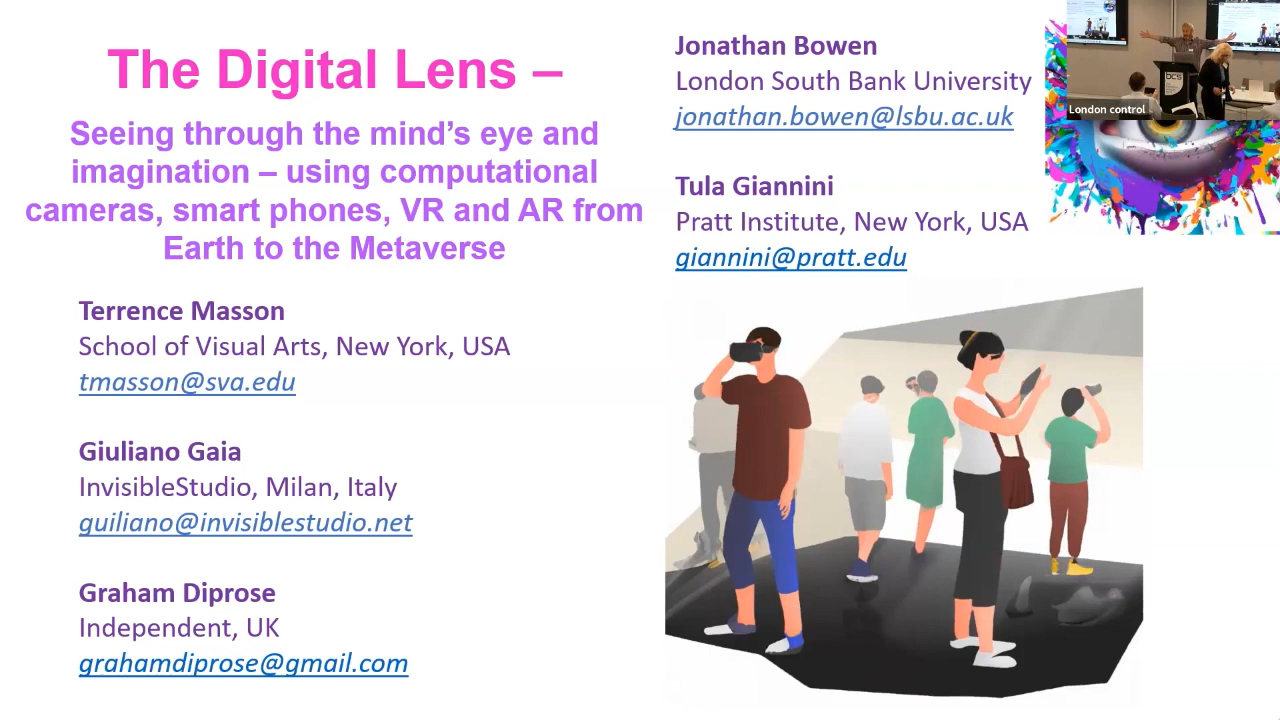 The Digital Lens –
Seeing through the mind’s eye and
imagination – using computational
cameras, smart phones, VR and AR from
Earth to the Metaverse
Terrence Masson
School of Visual Arts, New York, USA
tmasson@sva.edu
Giuliano Gaia
InvisibleStudio, Milan, Italy
guiliano@invisiblestudio.net
Graham Diprose
Independent, UK
grahamdiprose@gmail.com
Jonathan Bowen
London South Bank University
jonathan.bowen@lsbu.ac.uk
Tula Giannini
Pratt Institute, New York, USA
giannini@pratt.edu
bcs
London control